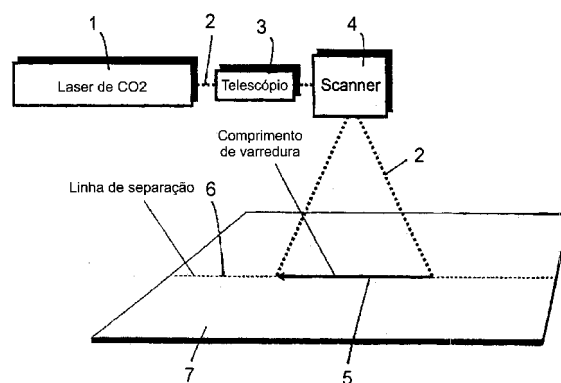 1
2
3
4
Laser de CO2
Telescópio
Scanner
Comprimento
de varredura
2
Linha de separação
6
7
5